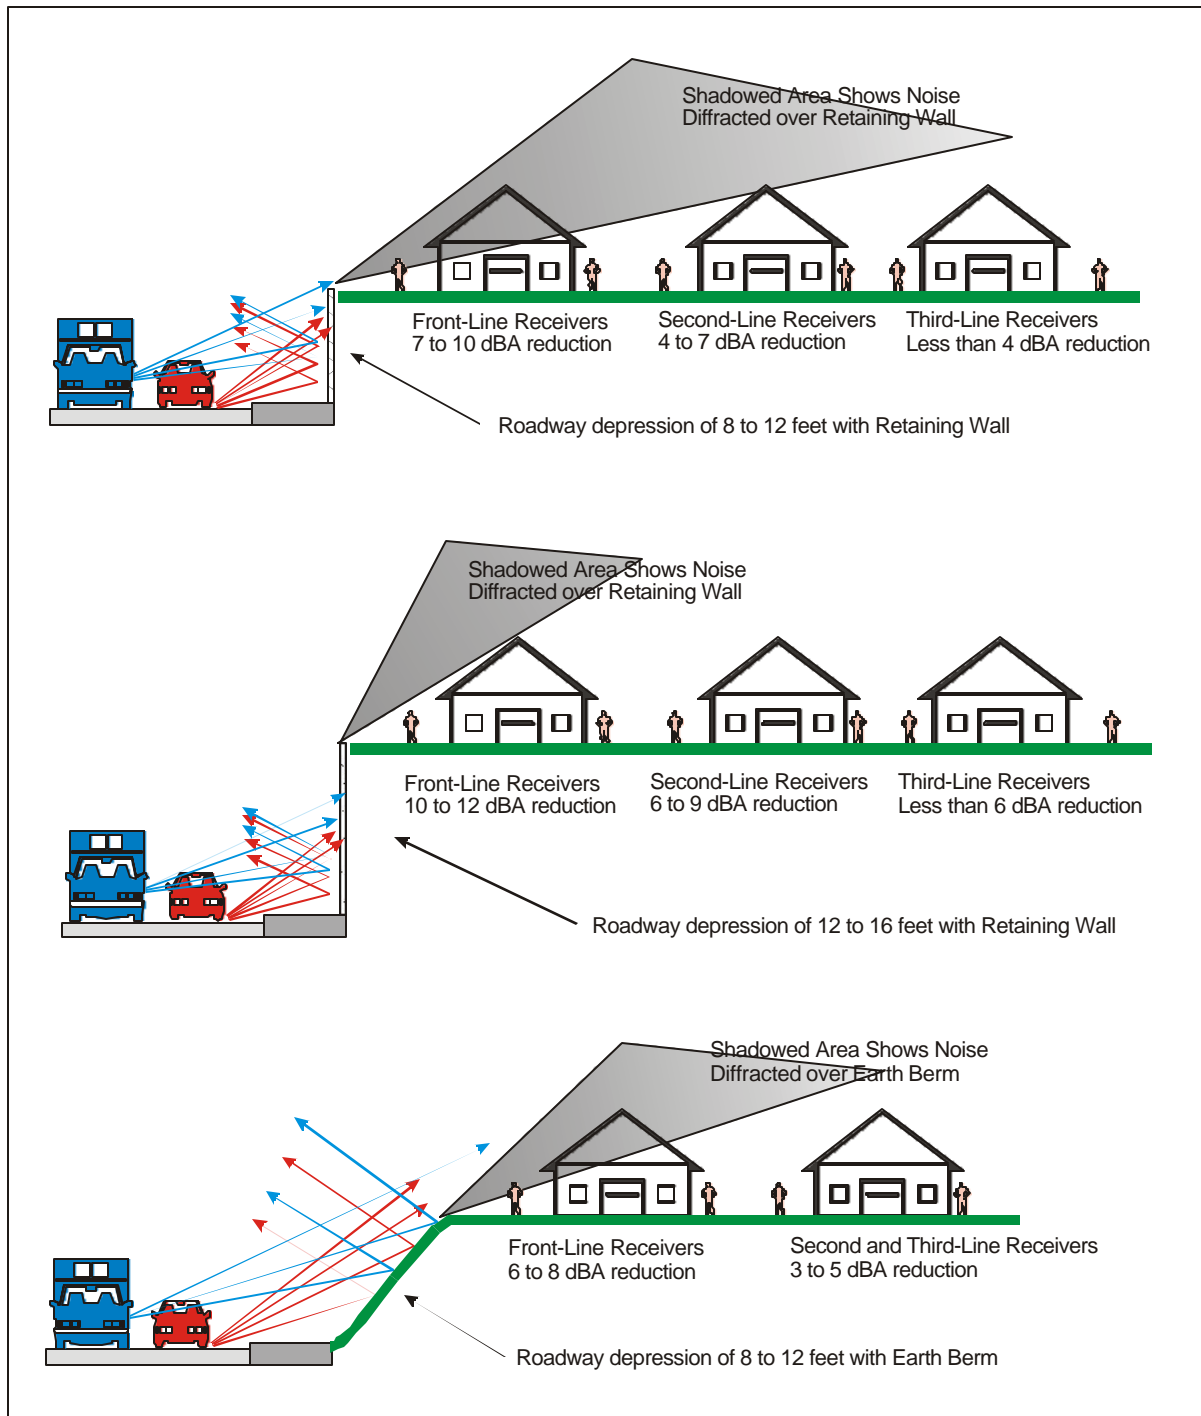 Shadowed Area Shows Noise
Diffracted over Retaining Wall
Front-Line Receivers
7 to 10 dBA reduction
Second-Line Receivers
4 to 7 dBA reduction
Third-Line Receivers
Less than 4 dBA reduction
Roadway depression of 8 to 12 feet with Retaining Wall
Shadowed Area Shows Noise
Diffracted over Retaining Wall
Front-Line Receivers
10 to 12 dBA reduction
Second-Line Receivers
6 to 9 dBA reduction
Third-Line Receivers
Less than 6 dBA reduction
Roadway depression of 12 to 16 feet with Retaining Wall
Shadowed Area Shows Noise
Diffracted over Earth Berm
Front-Line Receivers
6 to 8 dBA reduction
Second and Third-Line Receivers
3 to 5 dBA reduction
Roadway depression of 8 to 12 feet with Earth Berm